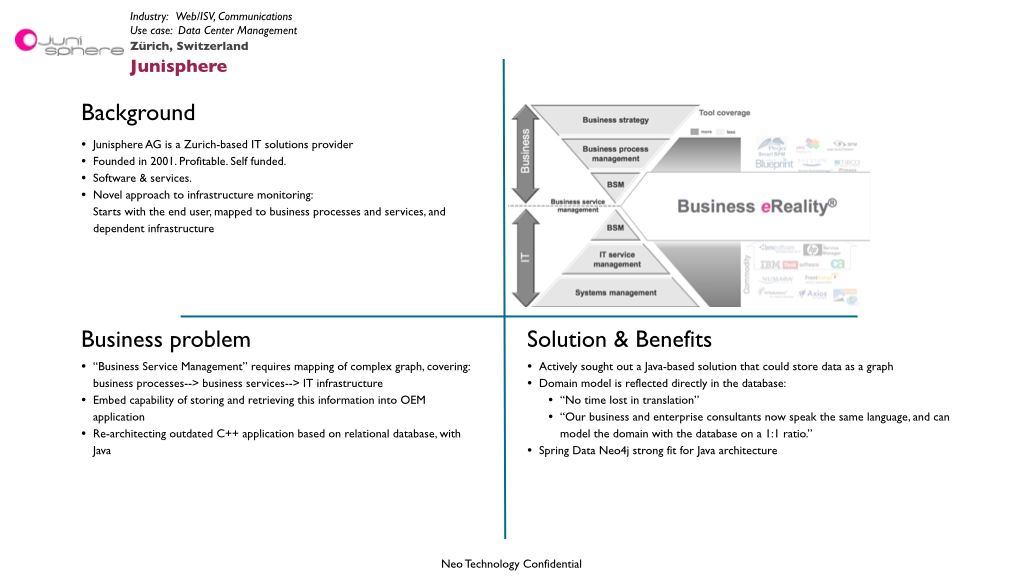 Industry: Web/ISV, Communications
Use case: Data Center Management
Zürich, Switzerland
Junisphere
juni
sphere
Background
• Junisphere AG is a Zurich-based IT solutions provider
• Founded in 2001. Profitable. Self funded.
• Software & services.
• Novel approach to infrastructure monitoring:
Starts with the end user, mapped to business processes and services, and
dependent infrastructure
Business
IT
Business strategy
Business process
management
BSM
Business service
management
BSM
IT service
management
Systems management
Tool coverage
more
less
Blueprint
TIBCO
Business eReality®
Commodity
IBM
Tivoli software
hp
ca
NUMARA
Axios
Business problem
• “Business Service Management” requires mapping of complex graph, covering:
business processes--> business services--> IT infrastructure
• Embed capability of storing and retrieving this information into OEM
application
• Re-architecting outdated C++ application based on relational database, with
Java
Solution & Benefits
• Actively sought out a Java-based solution that could store data as a graph
• Domain model is reflected directly in the database:
• “No time lost in translation”
• “Our business and enterprise consultants now speak the same language, and can
model the domain with the database on a 1:1 ratio.”
• Spring Data Neo4j strong fit for Java architecture
Neo Technology Confidential